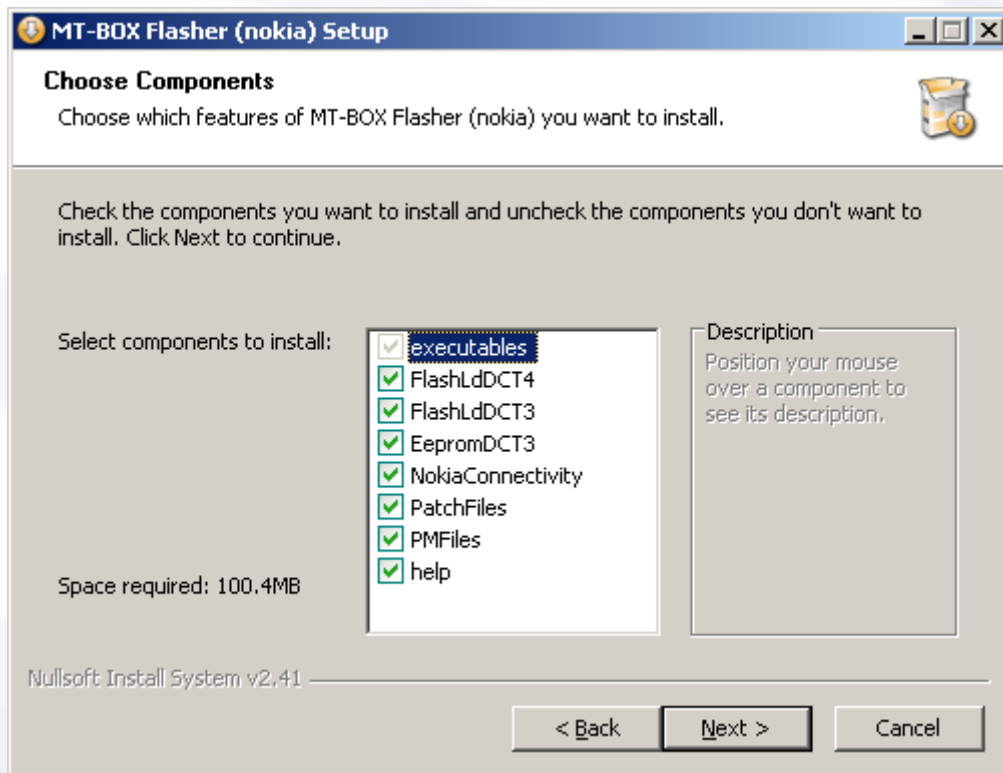 MT-BOX Flasher (nokia) Setup
Choose Components
Choose which features of MT-BOX Flasher (nokia) you want to install.
Check the components you want to install and uncheck the components you don't want to
install. Click Next to continue.
Select components to install:
executables
FlashLdDCT4
FlashLdDCT3
EepromDCT3
NokiaConnectivity
PatchFiles
PMFiles
help
Description
Position your mouse
over a component to
see its description.
Space required: 100.4MB
Nullsoft Install System v2.41
< Back
Next >
Cancel